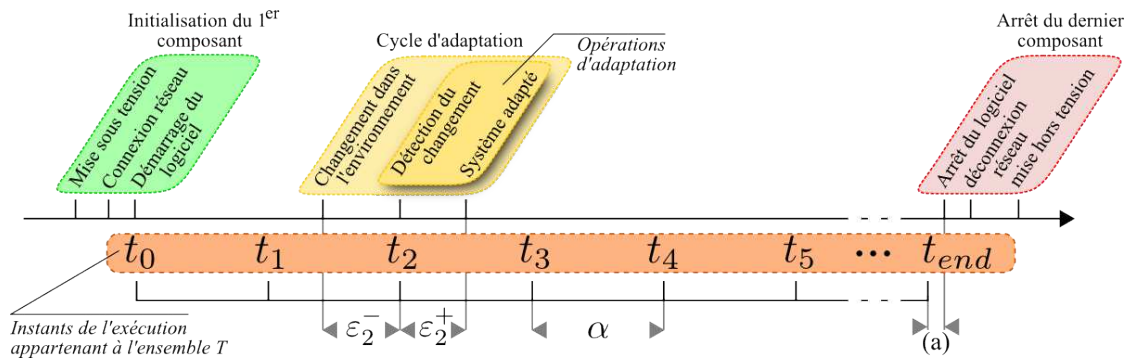 Initialisation du 1er
composant
Mise sous tension
Connexion réseau
Démarrage du
logiciel
Cycle d'adaptation
Opérations
d'adaptation
Changement dans
l'environnement
Détection du
changement
Système adapté
Arrêt du dernier
composant
Arrêt du logiciel
déconnexion
réseau
mise hors tension
t0 t1 t2 t3 t4 t5 ... tend
Instants de l'exécution
appartenant à l'ensemble T
ε2− ε2+ α (a)